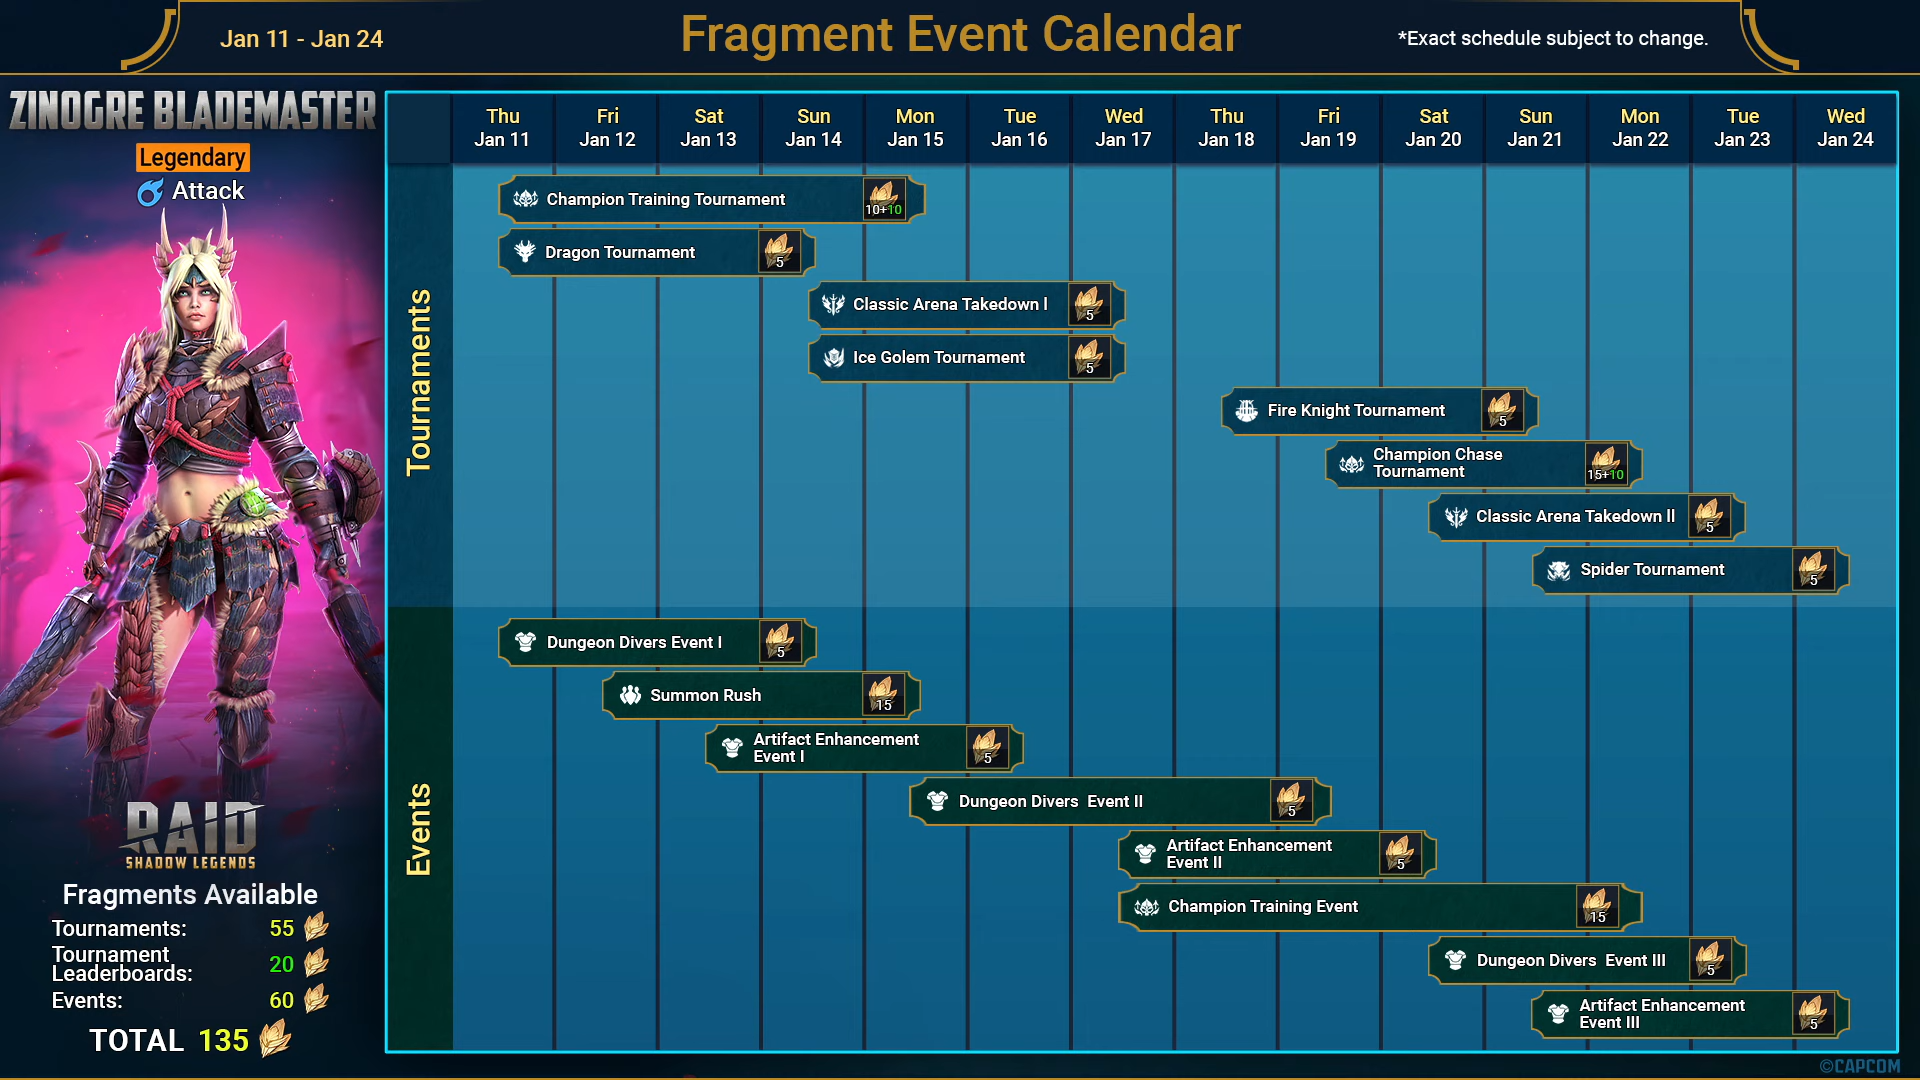 Jan 11 - Jan 24
Fragment Event Calendar
*Exact schedule subject to change.
ZINOGRE BLADEMASTER
Legendary
Attack
Thu Fri Sat Sun Mon Tue Wed Thu Fri Sat Sun Mon Tue Wed
Jan 11 Jan 12 Jan 13 Jan 14 Jan 15 Jan 16 Jan 17 Jan 18 Jan 19 Jan 20 Jan 21 Jan 22 Jan 23 Jan 24
Tournaments
Champion Training Tournament 10+10
Dragon Tournament 5
Classic Arena Takedown l 5
Ice Golem Tournament 5
Fire Knight Tournament 5
Champion Chase
Tournament 15+10
Classic Arena Takedown ll 5
Spider Tournament 5
Events
Dungeon Divers Event I 5
Summon Rush 15
Artifact Enhancement
Event I 5
Dungeon Divers Event II 5
Artifact Enhancement
Event II 5
Champion Training Event 15
Dungeon Divers Event III 5
Artifact Enhancement
Event III 5
RAID
SHADOW LEGENDS
Fragments Available
Tournaments: 55
Tournament
Leaderboards: 20
Events: 60
TOTAL 135
©CAPCOM